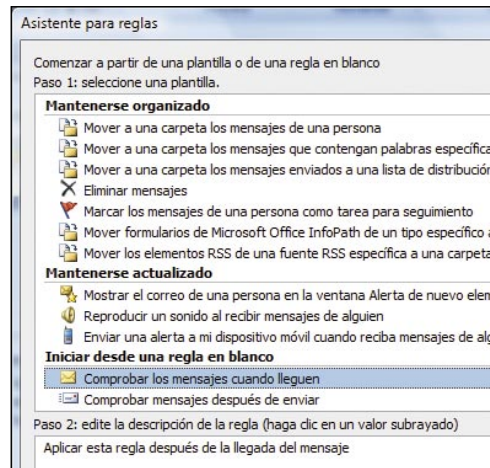 Asistente para reglas
Comenzar a partir de una plantilla o de una regla en blanco
Paso 1: seleccione una plantilla.
Mantenerse organizado
Mover a una carpeta los mensajes de una persona
Mover a una carpeta los mensajes que contengan palabras específica
Mover a una carpeta los mensajes enviados a una lista de distribución
Eliminar mensajes
Marcar los mensajes de una persona como tarea para seguimiento
Mover formularios de Microsoft Office InfoPath de un tipo específico a
Mover los elementos RSS de una fuente RSS específica a una carpeta
Mantenerse actualizado
Mostrar el correo de una persona en la ventana Alerta de nuevo elem
Reproducir un sonido al recibir mensajes de alguien
Enviar una alerta a mi dispositivo móvil cuando reciba mensajes de alg
Iniciar desde una regla en blanco
Comprobar los mensajes cuando lleguen
Comprobar mensajes después de enviar
Paso 2: edite la descripción de la regla (haga clic en un valor subrayado)
Aplicar esta regla después de la llegada del mensaje